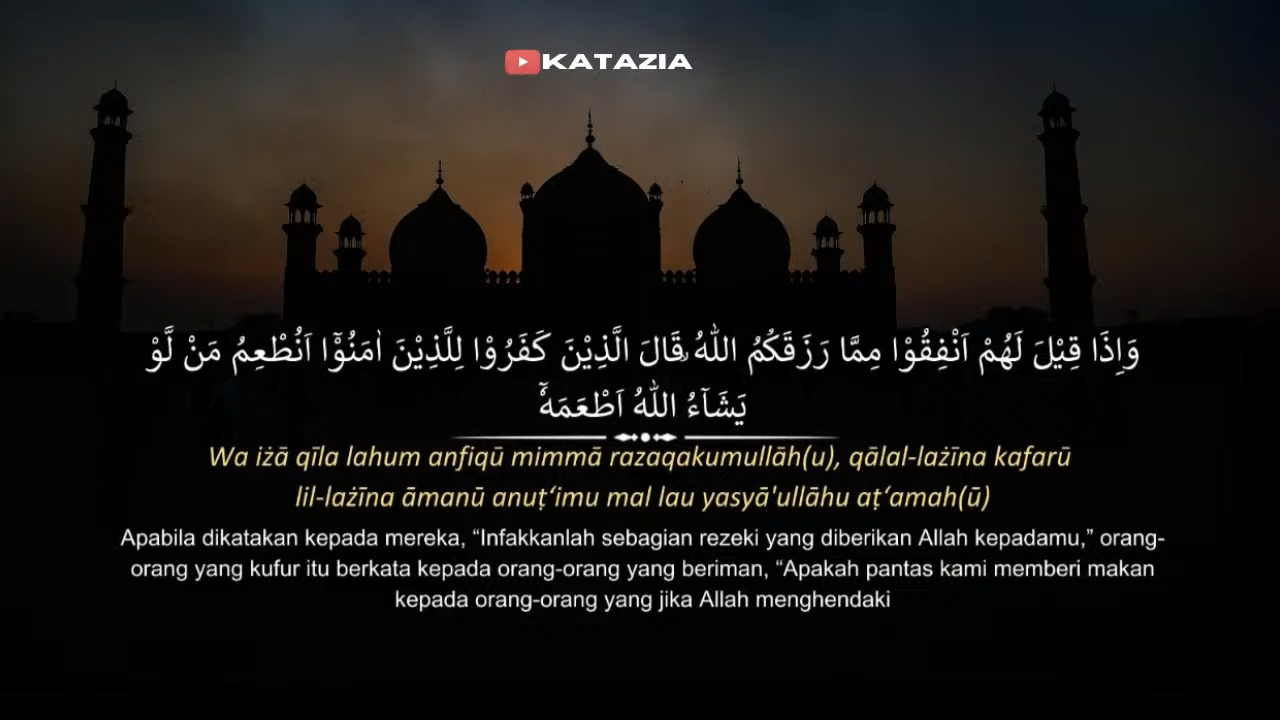 KATAZIA
وَاِذَا قِيْلَ لَهُمْ اَنْفِقُوْا مِمَّا رَزَقَكُمُ اللّٰهُ ۙقَالَ الَّذِيْنَ كَفَرُوْا لِلَّذِيْنَ اٰمَنُوْٓا اَنُطْعِمُ مَنْ لَّوْ
يَشَاۤءُ اللّٰهُ اَطْعَمَهٗٓ
Wa iżā qīla lahum anfiqū mimmā razaqakumullāh(u), qālal-lażīna kafarū
lil-lażīna āmanū anuṭ‘imu mal lau yasyā'ullāhu aṭ‘amah(ū)
Apabila dikatakan kepada mereka, “Infakkanlah sebagian rezeki yang diberikan Allah kepadamu,” orang-
orang yang kufur itu berkata kepada orang-orang yang beriman, “Apakah pantas kami memberi makan
kepada orang-orang yang jika Allah menghendaki